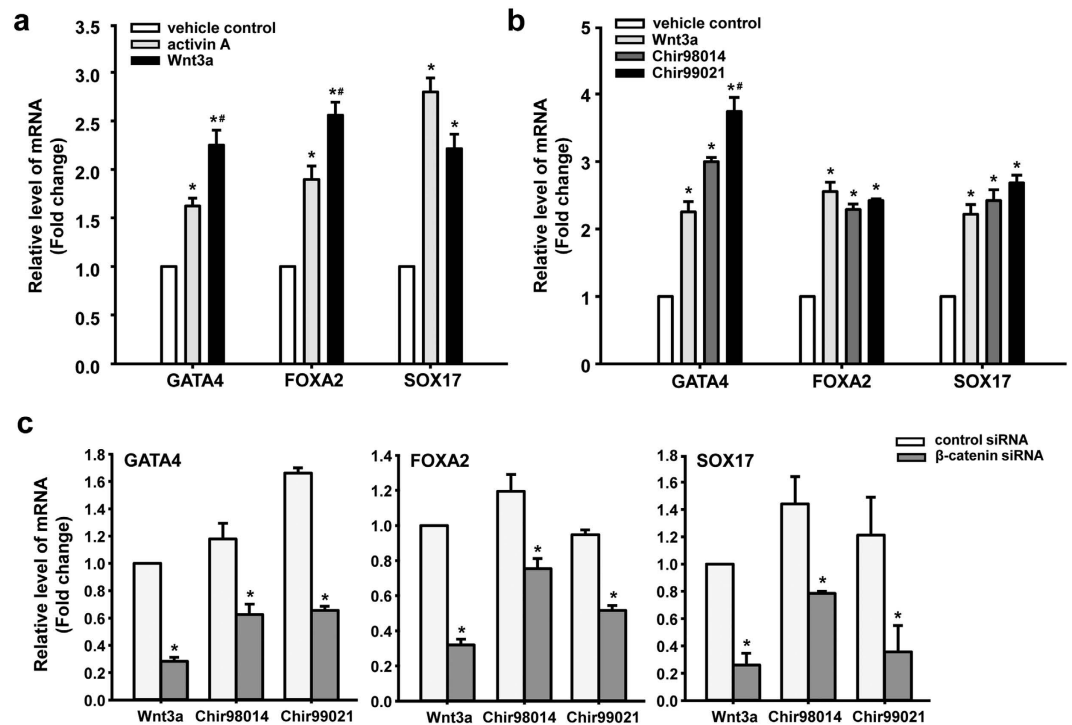 a
vehicle control
activin A
Wnt3a
Relative level of mRNA
(Fold change)
3.5
3.0
2.5
2.0
1.5
1.0
0.5
0.0
*
*#
*
*#
*
*
GATA4 FOXA2 SOX17
b
vehicle control
Wnt3a
Chir98014
Chir99021
Relative level of mRNA
(Fold change)
5
4
3
2
1
0
*
*
*#
*
*
*
*
*
*
GATA4 FOXA2 SOX17
c
control siRNA
β-catenin siRNA
Relative level of mRNA
(Fold change)
GATA4
1.8
1.6
1.4
1.2
1.0
0.8
0.6
0.4
0.2
0.0
*
*
*
Wnt3a Chir98014 Chir99021
FOXA2
1.4
1.2
1.0
0.8
0.6
0.4
0.2
0.0
*
*
*
Wnt3a Chir98014 Chir99021
SOX17
1.8
1.6
1.4
1.2
1.0
0.8
0.6
0.4
0.2
0.0
*
*
*
Wnt3a Chir98014 Chir99021